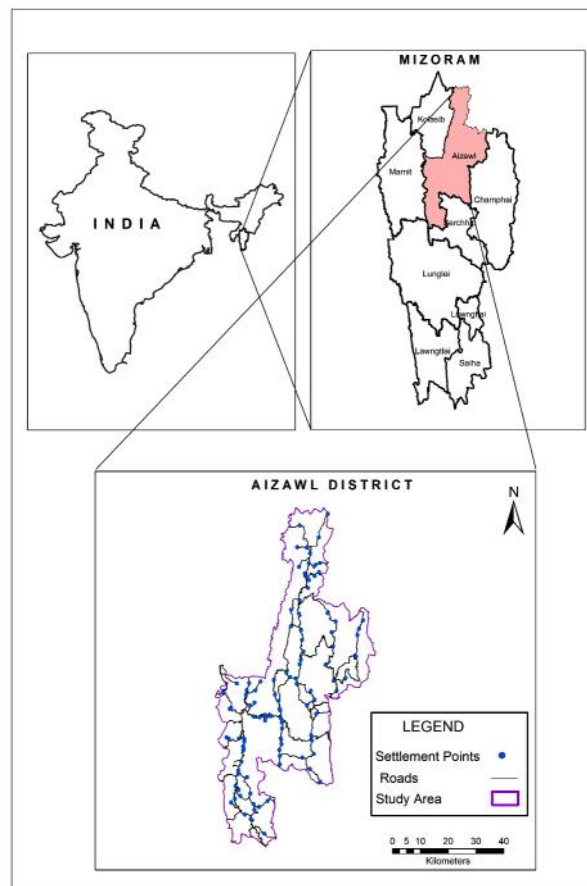 INDIA
MIZORAM
Kolasib
Aizawl
Mamit
Champhai
Serchhip
Lunglei
Lawngtlai
Saiha
AIZAWL DISTRICT
N
LEGEND
Settlement Points
Roads
Study Area
0 5 10 20 30 40
Kilometers